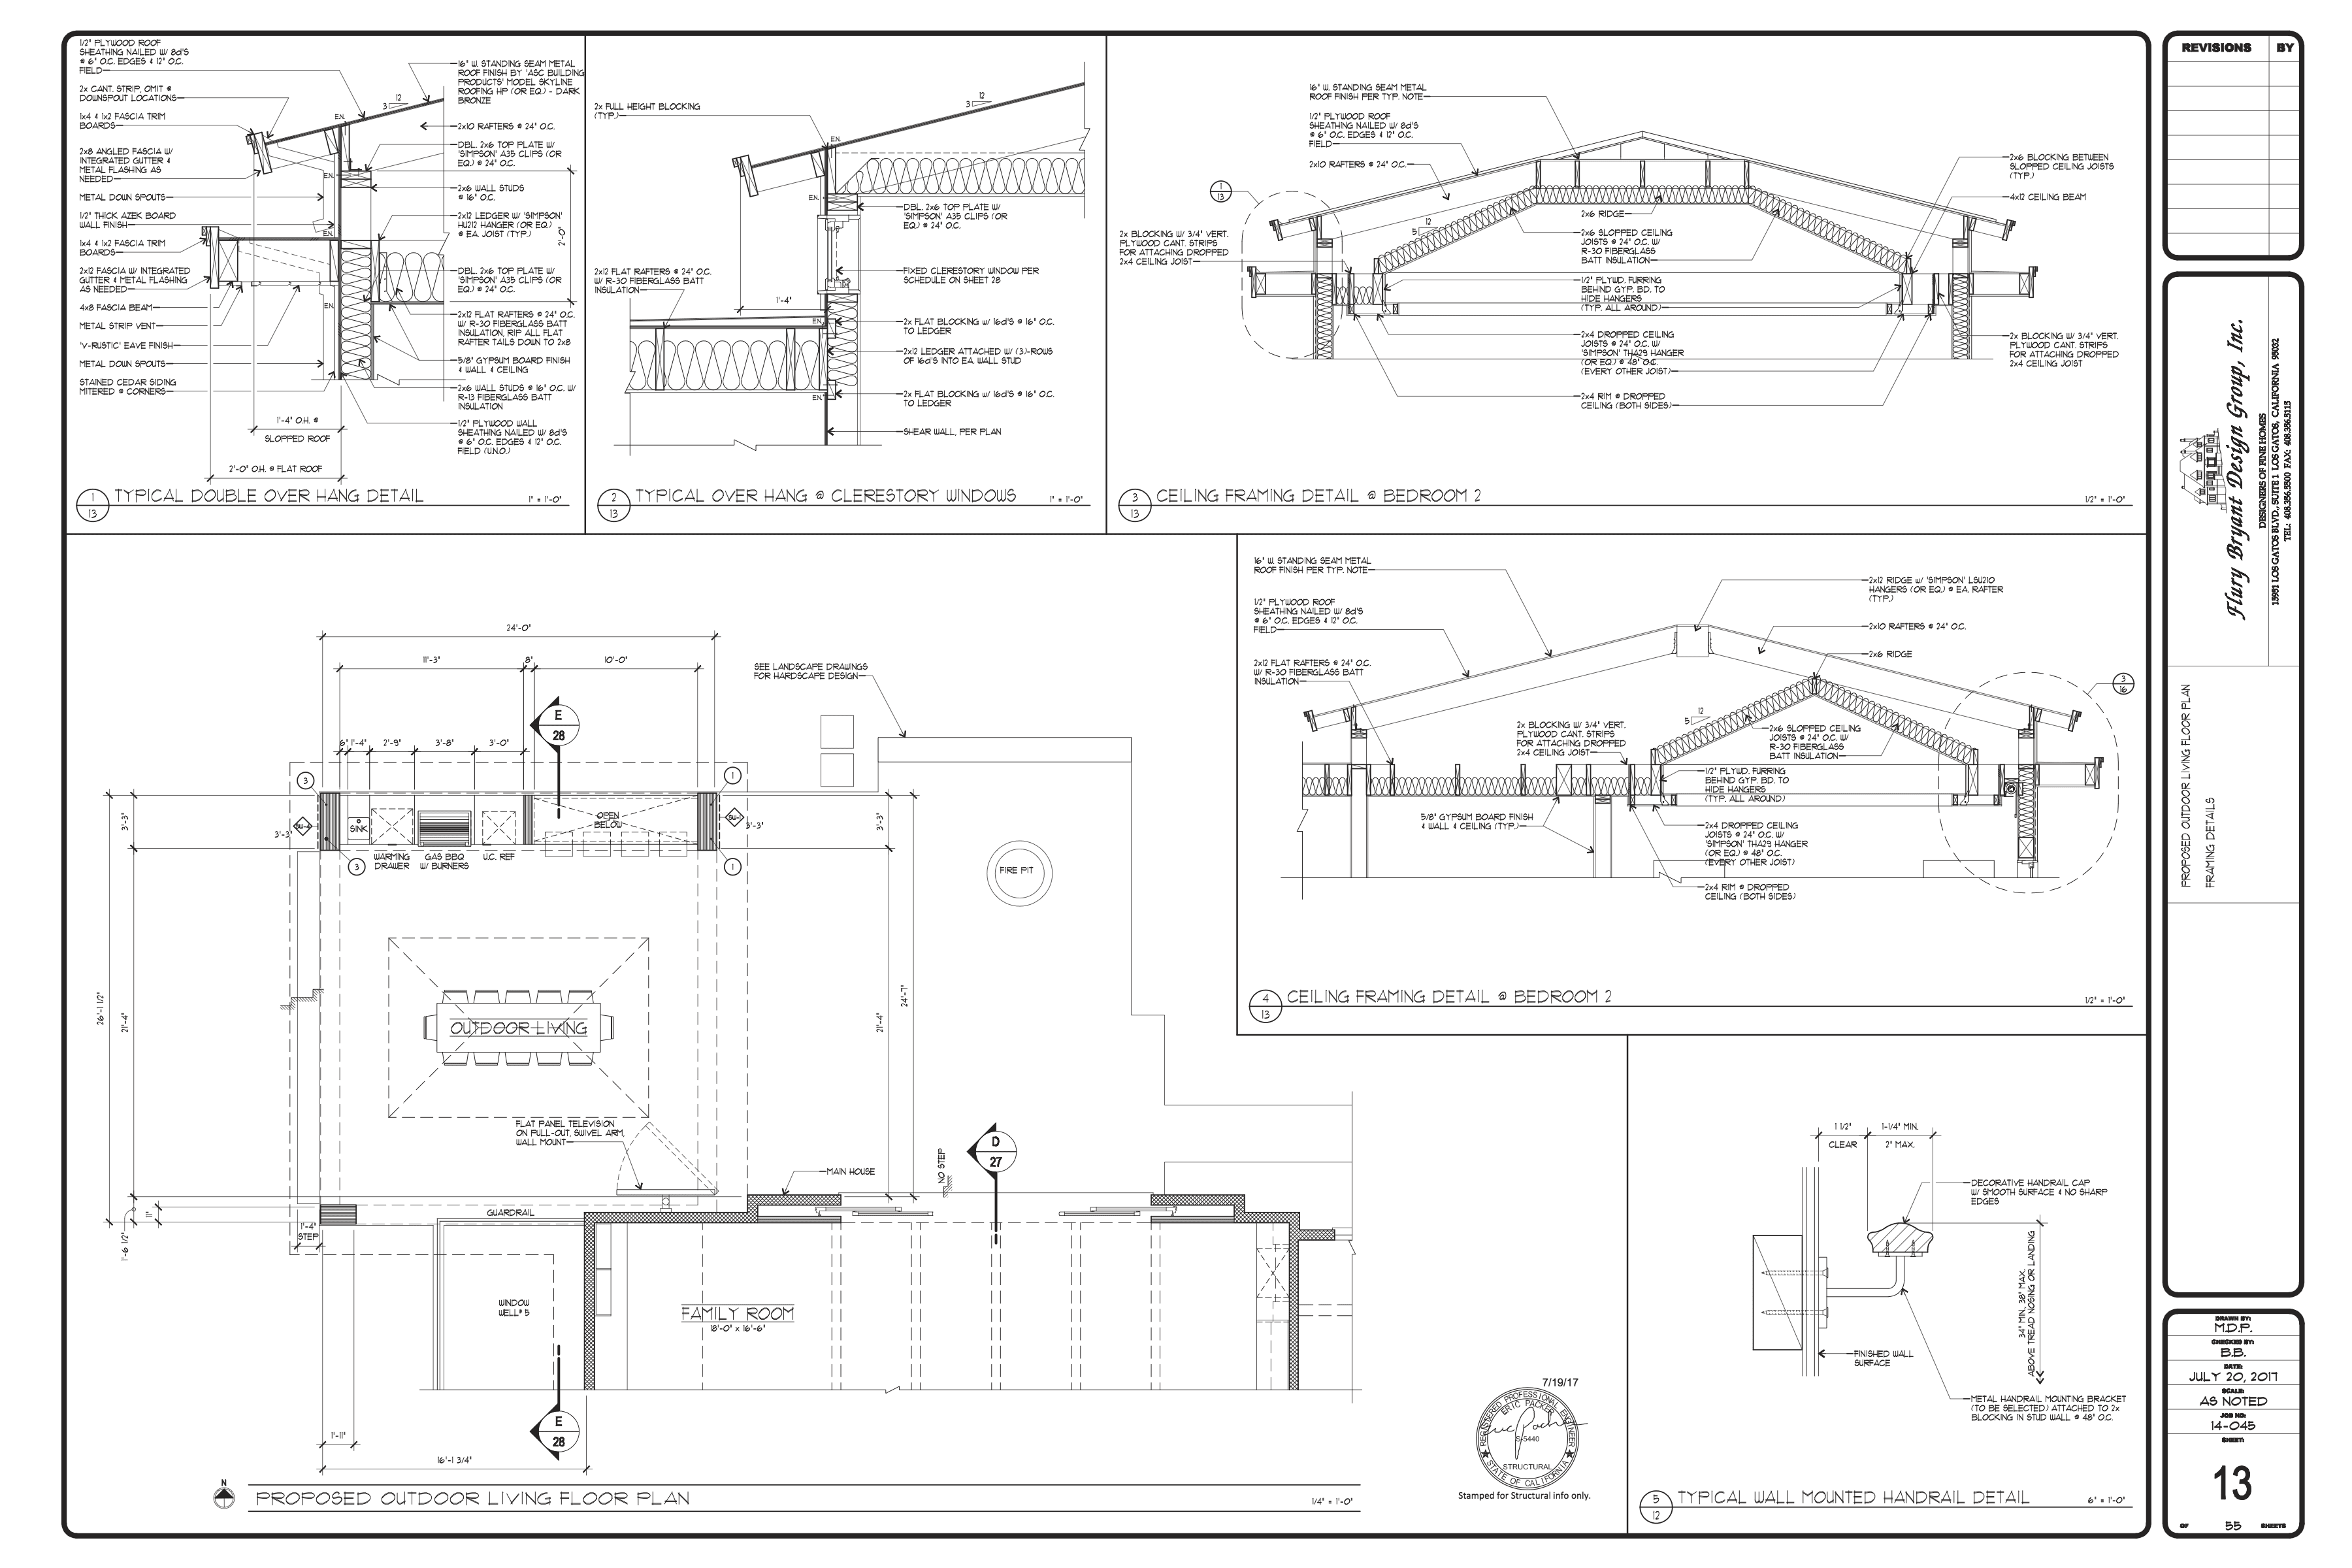 1/2" PLYWOOD ROOF
SHEATHING NAILED W/ 8d'S
@ 6" O.C. EDGES & 12" O.C.
FIELD
2x CANT. STRIP, OMIT @
DOWNSPOUT LOCATIONS
1x4 & 1x2 FASCIA TRIM
BOARDS
2x8 ANGLED FASCIA W/
INTEGRATED GUTTER &
METAL FLASHING AS
NEEDED
METAL DOWN SPOUTS
1/2" THICK AZEK BOARD
WALL FINISH
1x4 & 1x2 FASCIA TRIM
BOARDS
2x12 FASCIA W/ INTEGRATED
GUTTER & METAL FLASHING
AS NEEDED
4x8 FASCIA BEAM
METAL STRIP VENT
'V-RUSTIC' EAVE FINISH
METAL DOWN SPOUTS
STAINED CEDAR SIDING
MITERED @ CORNERS
12
3
E.N.
E.N.
E.N.
E.N.
16" W. STANDING SEAM METAL
ROOF FINISH BY 'ASC BUILDING
PRODUCTS' MODEL SKYLINE
ROOFING HP (OR EQ.) - DARK
BRONZE
2x10 RAFTERS @ 24" O.C.
DBL. 2x6 TOP PLATE W/
'SIMPSON' A35 CLIPS (OR
EQ.) @ 24" O.C.
2x6 WALL STUDS
@ 16" O.C.
2x12 LEDGER W/ 'SIMPSON'
HU212 HANGER (OR EQ.)
@ EA. JOIST (TYP.)
2'-0"
DBL. 2x6 TOP PLATE W/
'SIMPSON' A35 CLIPS (OR
EQ.) @ 24" O.C.
2x12 FLAT RAFTERS @ 24" O.C.
W/ R-30 FIBERGLASS BATT
INSULATION, RIP ALL FLAT
RAFTER TAILS DOWN TO 2x8
5/8" GYPSUM BOARD FINISH
@ WALL & CEILING
2x6 WALL STUDS @ 16" O.C. W/
R-13 FIBERGLASS BATT
INSULATION
1/2" PLYWOOD WALL
SHEATHING NAILED W/ 8d'S
@ 6" O.C. EDGES & 12" O.C.
FIELD (U.N.O.)
1'-4" O.H. @
SLOPPED ROOF
2'-0" O.H. @ FLAT ROOF
1
13
TYPICAL DOUBLE OVER HANG DETAIL
1" = 1'-0"
2x FULL HEIGHT BLOCKING
(TYP.)
12
3
E.N.
E.N.
E.N.
E.N.
DBL. 2x6 TOP PLATE W/
'SIMPSON' A35 CLIPS (OR
EQ.) @ 24" O.C.
2x12 FLAT RAFTERS @ 24" O.C.
W/ R-30 FIBERGLASS BATT
INSULATION
1'-4"
FIXED CLERESTORY WINDOW PER
SCHEDULE ON SHEET 28
2x FLAT BLOCKING w/ 16d'S @ 16" O.C.
TO LEDGER
2x12 LEDGER ATTACHED W/ (3)-ROWS
OF 16d'S INTO EA. WALL STUD
2x FLAT BLOCKING w/ 16d'S @ 16" O.C.
TO LEDGER
SHEAR WALL, PER PLAN
2
13
TYPICAL OVER HANG @ CLERESTORY WINDOWS
1" = 1'-0"
16" W. STANDING SEAM METAL
ROOF FINISH PER TYP. NOTE
1/2" PLYWOOD ROOF
SHEATHING NAILED W/ 8d'S
@ 6" O.C. EDGES & 12" O.C.
FIELD
2x10 RAFTERS @ 24" O.C.
1
13
2x BLOCKING W/ 3/4" VERT.
PLYWOOD CANT. STRIPS
FOR ATTACHING DROPPED
2x4 CEILING JOIST
12
5
2x6 RIDGE
2x6 SLOPPED CEILING
JOISTS @ 24" O.C. W/
R-30 FIBERGLASS
BATT INSULATION
1/2" PLYWD. FURRING
BEHIND GYP. BD. TO
HIDE HANGERS
(TYP. ALL AROUND)
2x4 DROPPED CEILING
JOISTS @ 24" O.C. W/
'SIMPSON' THA29 HANGER
(OR EQ.) @ 48" O.C.
(EVERY OTHER JOIST)
2x4 RIM @ DROPPED
CEILING (BOTH SIDES)
2x6 BLOCKING BETWEEN
SLOPPED CEILING JOISTS
(TYP.)
4x12 CEILING BEAM
2x BLOCKING W/ 3/4" VERT.
PLYWOOD CANT. STRIPS
FOR ATTACHING DROPPED
2x4 CEILING JOIST
3
13
CEILING FRAMING DETAIL @ BEDROOM 2
1/2" = 1'-0"
16" W. STANDING SEAM METAL
ROOF FINISH PER TYP. NOTE
1/2" PLYWOOD ROOF
SHEATHING NAILED W/ 8d'S
@ 6" O.C. EDGES & 12" O.C.
FIELD
2x12 FLAT RAFTERS @ 24" O.C.
W/ R-30 FIBERGLASS BATT
INSULATION
2x12 RIDGE w/ 'SIMPSON' LSU210
HANGERS (OR EQ.) @ EA. RAFTER
(TYP.)
2x10 RAFTERS @ 24" O.C.
2x6 RIDGE
3
16
2x BLOCKING W/ 3/4" VERT.
PLYWOOD CANT. STRIPS
FOR ATTACHING DROPPED
2x4 CEILING JOIST
12
5
2x6 SLOPPED CEILING
JOISTS @ 24" O.C. W/
R-30 FIBERGLASS
BATT INSULATION
1/2" PLYWD. FURRING
BEHIND GYP. BD. TO
HIDE HANGERS
(TYP. ALL AROUND)
5/8" GYPSUM BOARD FINISH
@ WALL & CEILING (TYP.)
2x4 DROPPED CEILING
JOISTS @ 24" O.C. W/
'SIMPSON' THA29 HANGER
(OR EQ.) @ 48" O.C.
(EVERY OTHER JOIST)
2x4 RIM @ DROPPED
CEILING (BOTH SIDES)
4
13
CEILING FRAMING DETAIL @ BEDROOM 2
1/2" = 1'-0"
24'-0"
11'-3"
8"
10'-0"
SEE LANDSCAPE DRAWINGS
FOR HARDSCAPE DESIGN
E
28
6"
1'-4"
2'-9"
3'-8"
3'-0"
3
1
3'-3"
3'-3"
SINK
OPEN
BELOW
3'-3"
3'-3"
WARMING
DRAWER
GAS BBQ
W/ BURNERS
U.C. REF
3
1
FIRE PIT
26'-1 1/2"
21'-4"
OUTDOOR LIVING
21'-4"
24'-7"
FLAT PANEL TELEVISION
ON PULL-OUT, SWIVEL ARM,
WALL MOUNT
MAIN HOUSE
NO STEP
D
27
11"
1'-6 1/2"
1'-4"
STEP
GUARDRAIL
WINDOW
WELL# 5
FAMILY ROOM
18'-0" x 16'-6"
1'-11"
E
28
16'-1 3/4"
N
PROPOSED OUTDOOR LIVING FLOOR PLAN
1/4" = 1'-0"
7/19/17
REGISTERED PROFESSIONAL ENGINEER
ERIC PACKER
S-5440
STRUCTURAL
STATE OF CALIFORNIA
Stamped for Structural info only.
1 1/2"
CLEAR
1-1/4" MIN.
2" MAX.
DECORATIVE HANDRAIL CAP
W/ SMOOTH SURFACE & NO SHARP
EDGES
34" MIN. 38" MAX.
ABOVE TREAD NOSING OR LANDING
FINISHED WALL
SURFACE
METAL HANDRAIL MOUNTING BRACKET
(TO BE SELECTED) ATTACHED TO 2x
BLOCKING IN STUD WALL @ 48" O.C.
5
12
TYPICAL WALL MOUNTED HANDRAIL DETAIL
6" = 1'-0"
REVISIONS
BY
Flury Bryant Design Group, Inc.
DESIGNERS OF FINE HOMES
15951 LOS GATOS BLVD., SUITE 1 LOS GATOS, CALIFORNIA 95032
TEL: 408.356.5500 FAX: 408.356.5115
PROPOSED OUTDOOR LIVING FLOOR PLAN
FRAMING DETAILS
DRAWN BY:
M.D.P.
CHECKED BY:
B.B.
DATE:
JULY 20, 2017
SCALE:
AS NOTED
JOB NO:
14-045
SHEET:
13
OF 55 SHEETS